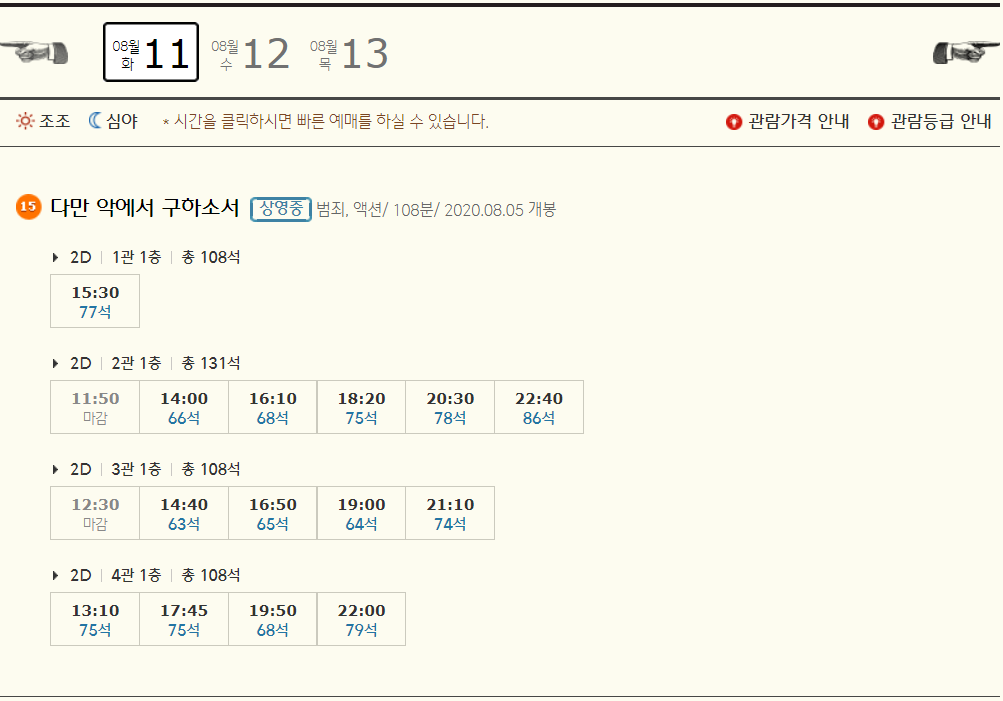 08월 화 11 08월 수 12 08월 목 13
조조 심야 * 시간을 클릭하시면 빠른 예매를 하실 수 있습니다. 관람가격 안내 관람등급 안내
15 다만 악에서 구하소서 상영중 범죄, 액션/ 108분/ 2020.08.05 개봉
2D | 1관 1층 | 총 108석
15:30
77석
2D | 2관 1층 | 총 131석
11:50 14:00 16:10 18:20 20:30 22:40
마감 66석 68석 75석 78석 86석
2D | 3관 1층 | 총 108석
12:30 14:40 16:50 19:00 21:10
마감 63석 65석 64석 74석
2D | 4관 1층 | 총 108석
13:10 17:45 19:50 22:00
75석 75석 68석 79석